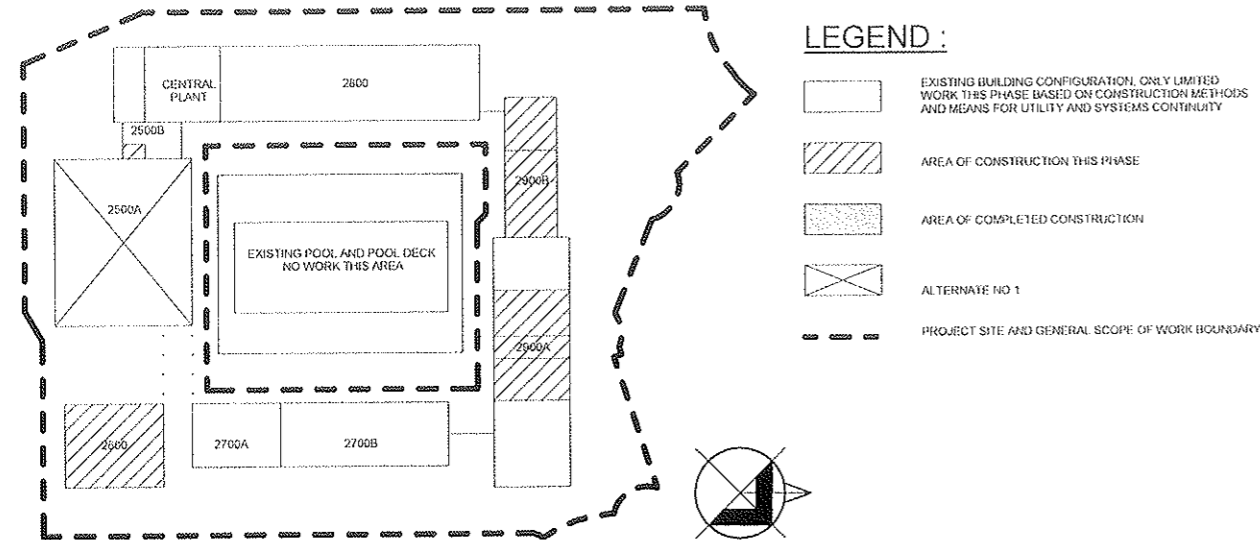 LEGEND :
EXISTING BUILDING CONFIGURATION, ONLY LIMITED
WORK THIS PHASE BASED ON CONSTRUCTION METHODS
AND MEANS FOR UTILITY AND SYSTEMS CONTINUITY
AREA OF CONSTRUCTION THIS PHASE
AREA OF COMPLETED CONSTRUCTION
ALTERNATE NO 1
PROJECT SITE AND GENERAL SCOPE OF WORK BOUNDARY
CENTRAL
PLANT
2800
2500B
2500A
2900B
EXISTING POOL AND POOL DECK
NO WORK THIS AREA
2900A
2700A
2700B